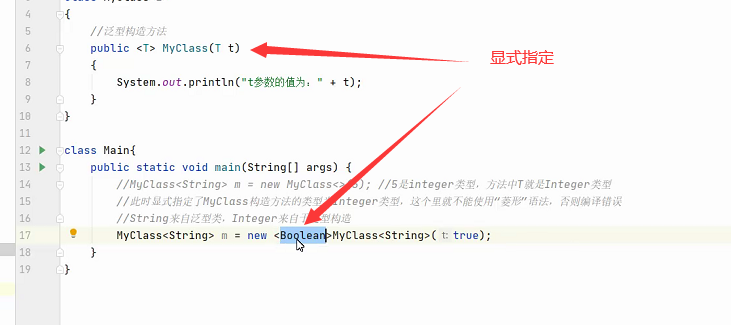 4 {
5 //泛型构造方法
6 public <T> MyClass(T t)
显式指定
7 {
8 System.out.println("t参数的值为：" + t);
9 }
10 }
11
12 class Main{
13 public static void main(String[] args) {
14 //MyClass<String> m = new MyClass<>(5); //5是integer类型，方法中T就是Integer类型
15 //此时显式指定了MyClass构造方法的类型 Integer类型，这个里就不能使用“菱形”语法，否则编译错误
16 //String来自泛型类，Integer来自于 型构造
17 MyClass<String> m = new <Boolean>MyClass<String>( t: true);
18 }
19 }